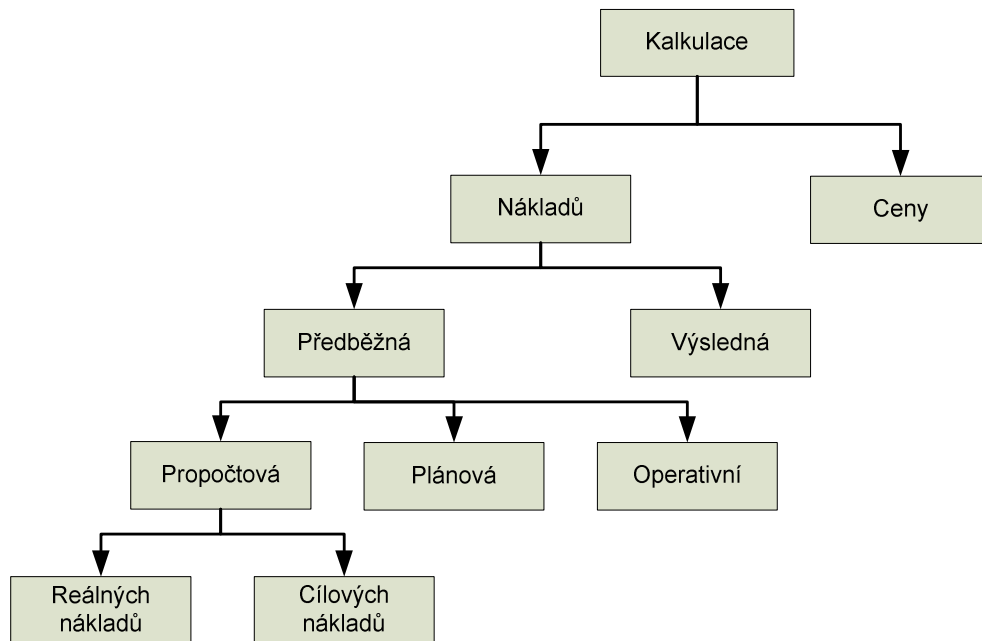 Kalkulace
Nákladů
Ceny
Předběžná
Výsledná
Propočtová
Plánová
Operativní
Reálných
nákladů
Cílových
nákladů